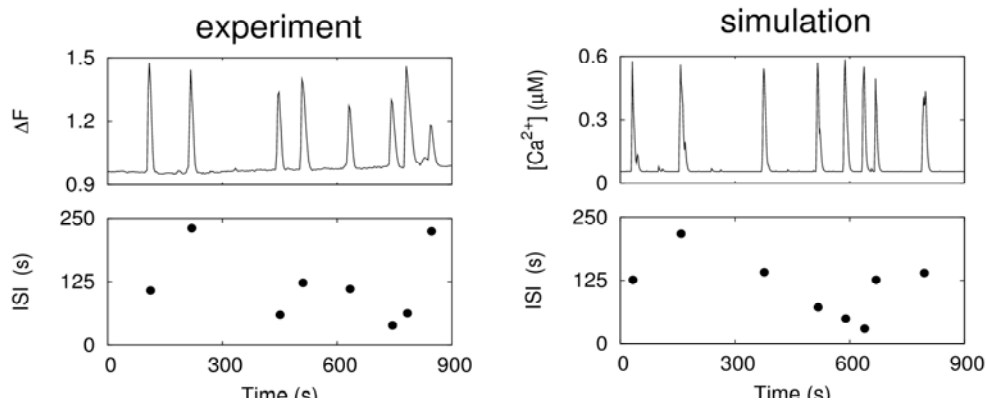 experiment
1.5
1.2
0.9
ΔF
250
125
0
ISI (s)
0 300 600 900
Time (s)
simulation
0.6
0.3
0
[Ca²⁺] (μM)
250
125
0
ISI (s)
0 300 600 900
Time (s)